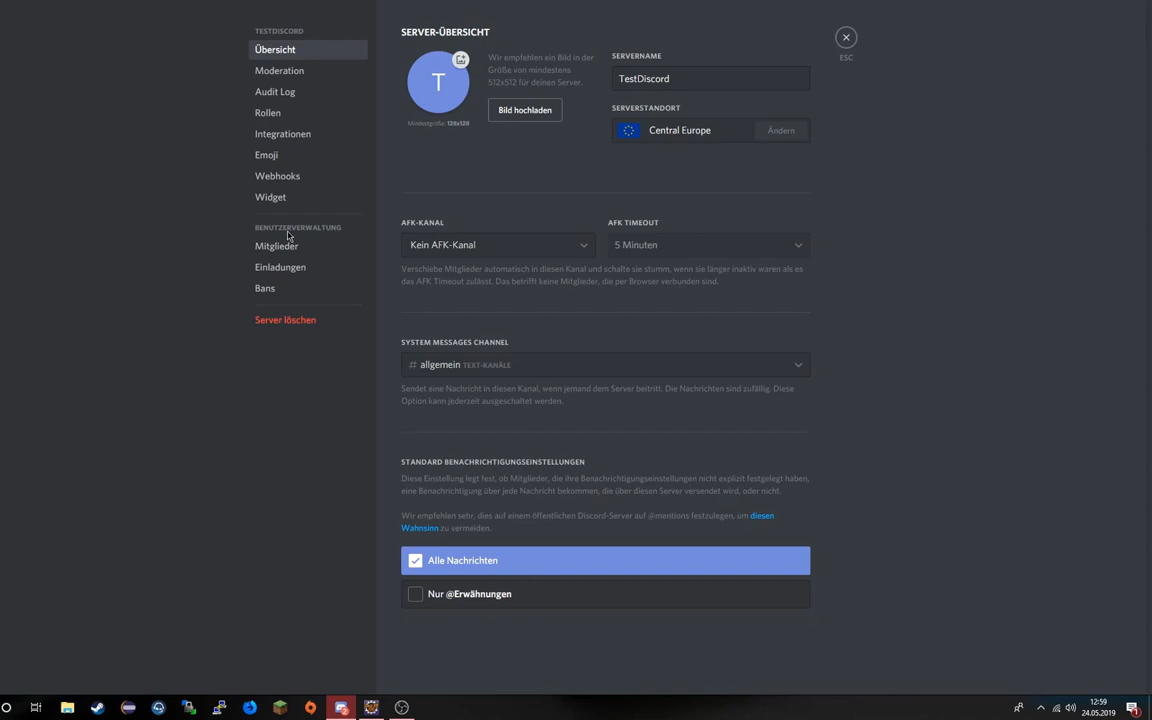 TESTDISCORD
Übersicht
Moderation
Audit Log
Rollen
Integrationen
Emoji
Webhooks
Widget
BENUTZERVERWALTUNG
Mitglieder
Einladungen
Bans
Server löschen
SERVER-ÜBERSICHT
T
Mindestgröße: 128x128
Wir empfehlen ein Bild in der
Größe von mindestens
512x512 für deinen Server.
Bild hochladen
SERVERNAME
TestDiscord
SERVERSTANDORT
Central Europe Ändern
ESC
AFK-KANAL
Kein AFK-Kanal
AFK TIMEOUT
5 Minuten
Verschiebe Mitglieder automatisch in diesen Kanal und schalte sie stumm, wenn sie länger inaktiv waren als es
das AFK Timeout zulässt. Das betrifft keine Mitglieder, die per Browser verbunden sind.
SYSTEM MESSAGES CHANNEL
# allgemein TEXT-KANÄLE
Sendet eine Nachricht in diesen Kanal, wenn jemand dem Server beitritt. Die Nachrichten sind zufällig. Diese
Option kann jederzeit ausgeschaltet werden.
STANDARD BENACHRICHTIGUNGSEINSTELLUNGEN
Diese Einstellung legt fest, ob Mitglieder, die ihre Benachrichtigungseinstellungen nicht explizit festgelegt haben,
eine Benachrichtigung über jede Nachricht bekommen, die über diesen Server versendet wird, oder nicht.
Wir empfehlen sehr, dies auf einem öffentlichen Discord-Server auf @mentions festzulegen, um diesen
Wahnsinn zu vermeiden.
Alle Nachrichten
Nur @Erwähnungen
12:59
24.05.2019